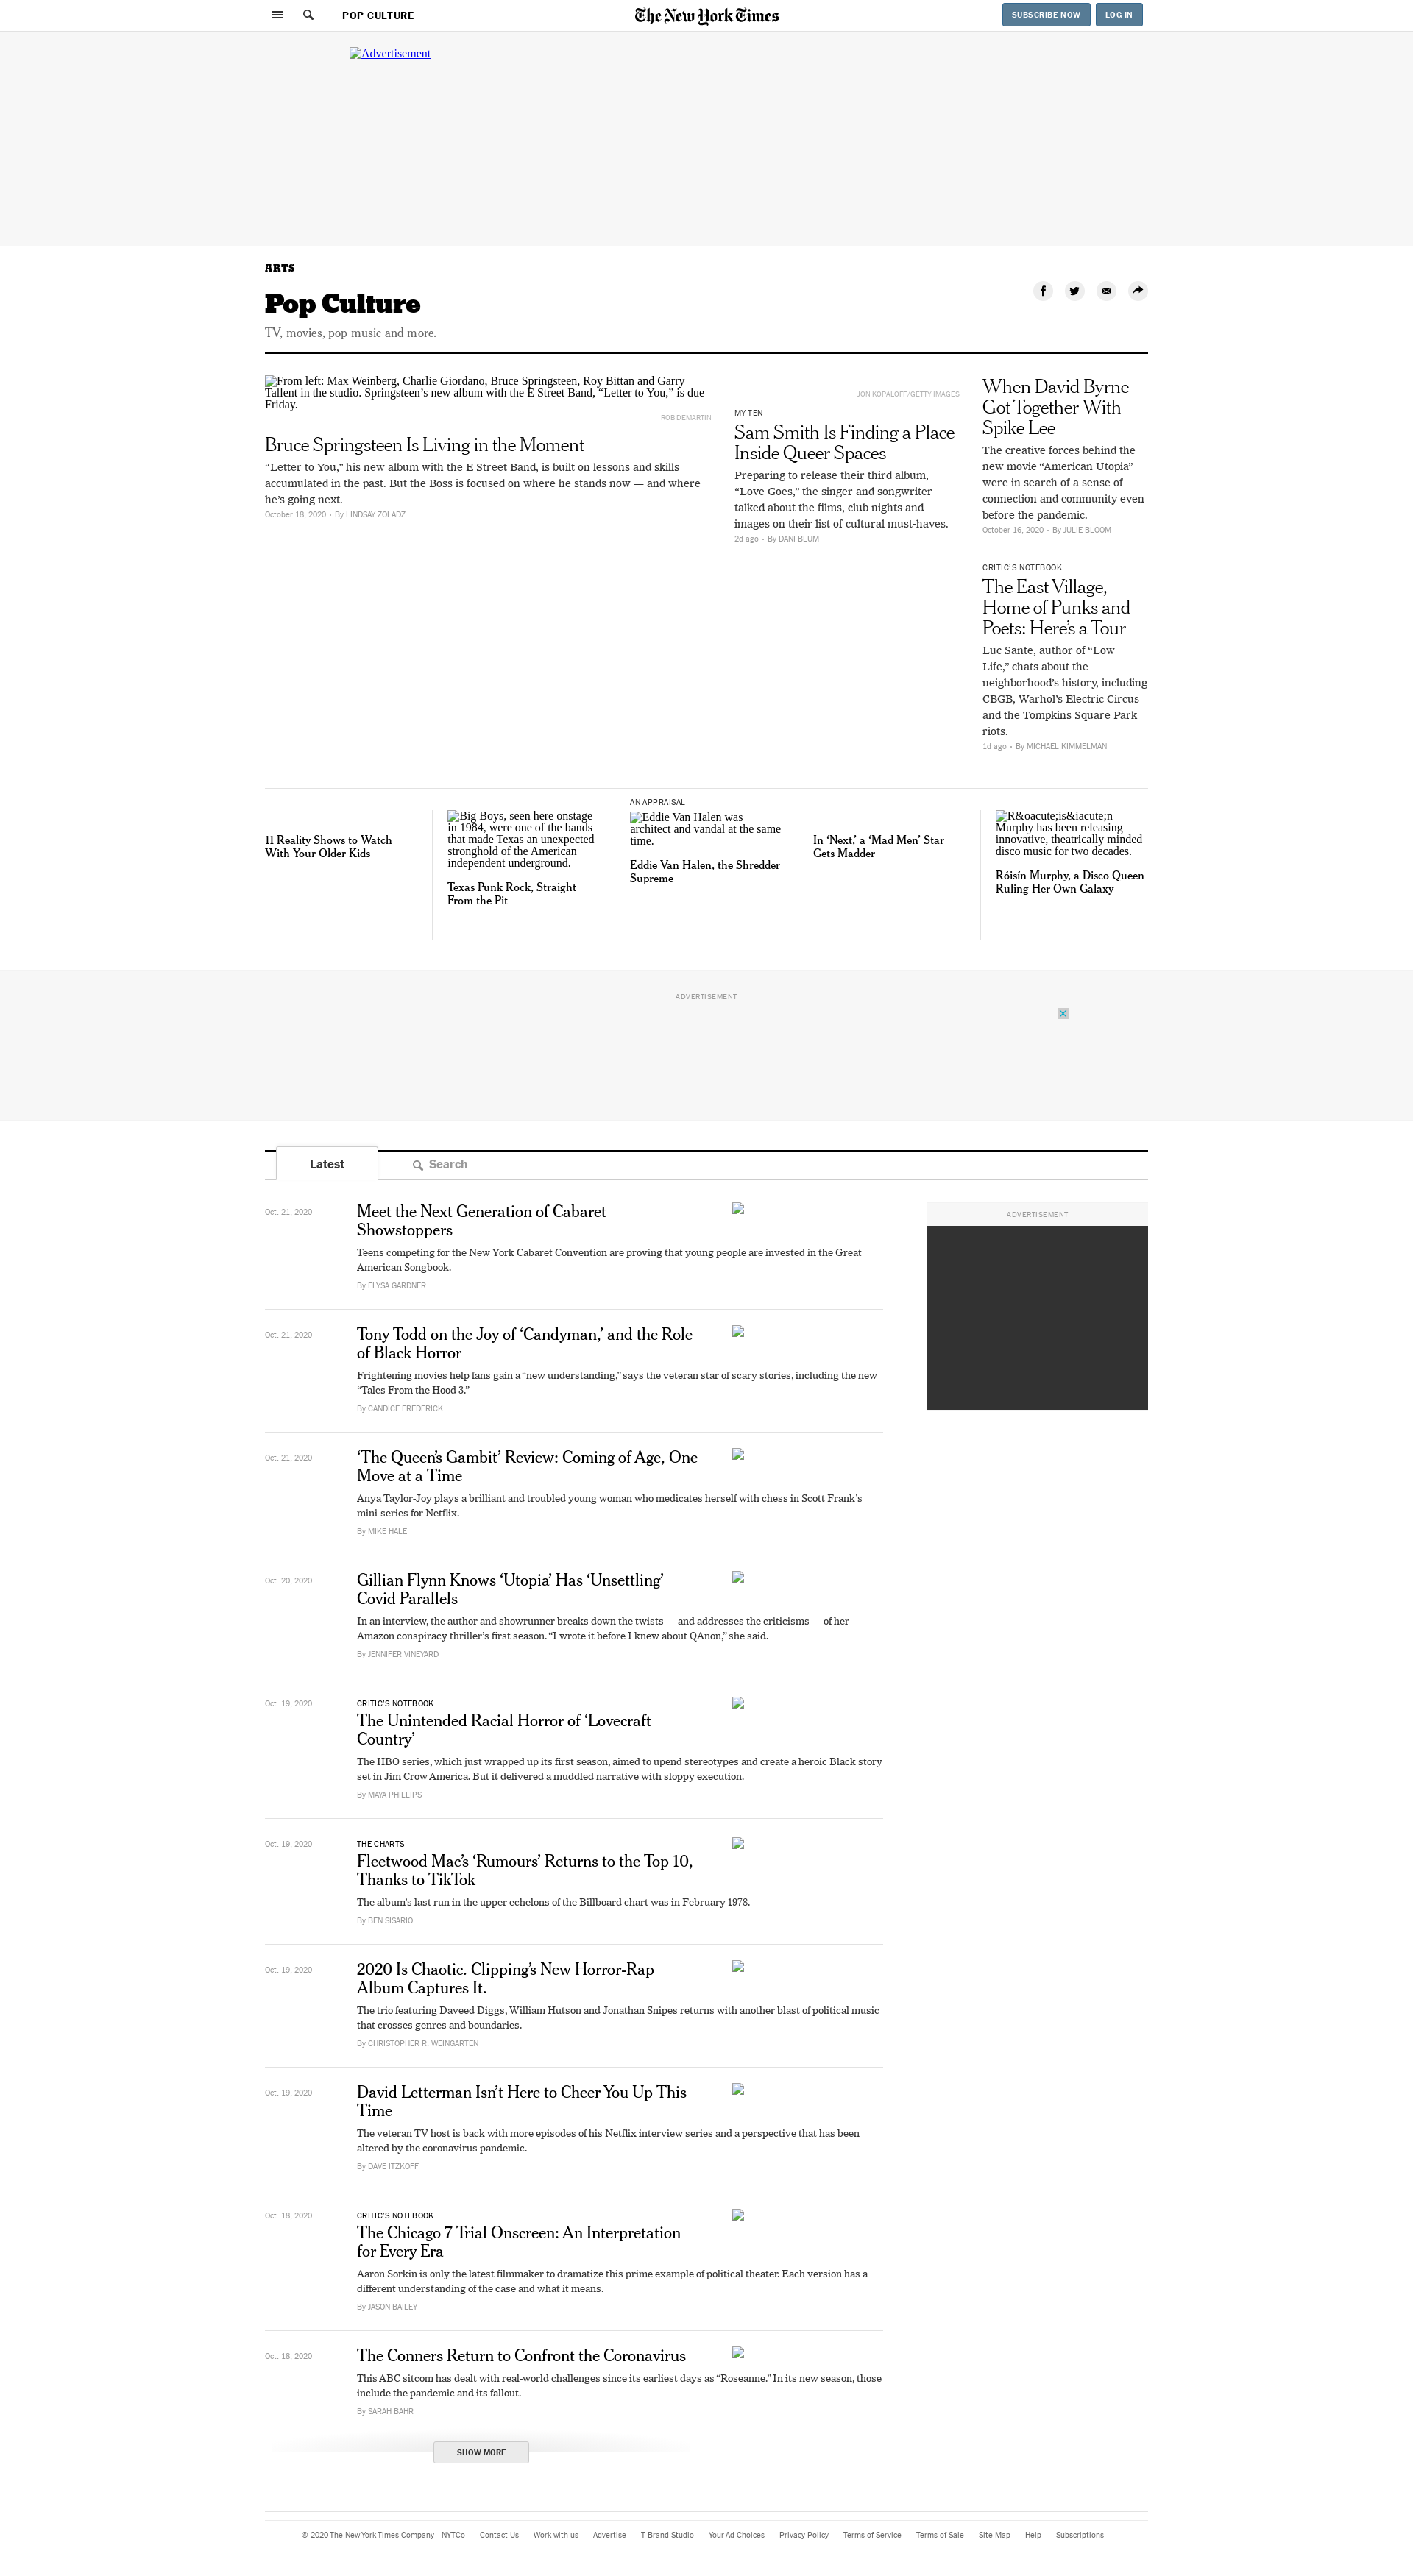 POP CULTURE
The New York Times
SUBSCRIBE NOW
LOG IN
Advertisement
ARTS
Pop Culture
TV, movies, pop music and more.
From left: Max Weinberg, Charlie Giordano, Bruce Springsteen, Roy Bittan and Garry
Tallent in the studio. Springsteen’s new album with the E Street Band, “Letter to You,” is due
Friday.
ROB DEMARTIN
Bruce Springsteen Is Living in the Moment
“Letter to You,” his new album with the E Street Band, is built on lessons and skills
accumulated in the past. But the Boss is focused on where he stands now — and where
he’s going next.
October 18, 2020 • By LINDSAY ZOLADZ
JON KOPALOFF/GETTY IMAGES
MY TEN
Sam Smith Is Finding a Place
Inside Queer Spaces
Preparing to release their third album,
“Love Goes,” the singer and songwriter
talked about the films, club nights and
images on their list of cultural must-haves.
2d ago • By DANI BLUM
When David Byrne
Got Together With
Spike Lee
The creative forces behind the
new movie “American Utopia”
were in search of a sense of
connection and community even
before the pandemic.
October 16, 2020 • By JULIE BLOOM
CRITIC’S NOTEBOOK
The East Village,
Home of Punks and
Poets: Here’s a Tour
Luc Sante, author of “Low
Life,” chats about the
neighborhood’s history, including
CBGB, Warhol’s Electric Circus
and the Tompkins Square Park
riots.
1d ago • By MICHAEL KIMMELMAN
11 Reality Shows to Watch
With Your Older Kids
Big Boys, seen here onstage
in 1984, were one of the bands
that made Texas an unexpected
stronghold of the American
independent underground.
Texas Punk Rock, Straight
From the Pit
AN APPRAISAL
Eddie Van Halen was
architect and vandal at the same
time.
Eddie Van Halen, the Shredder
Supreme
In ‘Next,’ a ‘Mad Men’ Star
Gets Madder
R&oacute;is&iacute;n
Murphy has been releasing
innovative, theatrically minded
disco music for two decades.
Róisín Murphy, a Disco Queen
Ruling Her Own Galaxy
ADVERTISEMENT
Latest
Search
Oct. 21, 2020
Meet the Next Generation of Cabaret
Showstoppers
Teens competing for the New York Cabaret Convention are proving that young people are invested in the Great
American Songbook.
By ELYSA GARDNER
ADVERTISEMENT
Oct. 21, 2020
Tony Todd on the Joy of ‘Candyman,’ and the Role
of Black Horror
Frightening movies help fans gain a “new understanding,” says the veteran star of scary stories, including the new
“Tales From the Hood 3.”
By CANDICE FREDERICK
Oct. 21, 2020
‘The Queen’s Gambit’ Review: Coming of Age, One
Move at a Time
Anya Taylor-Joy plays a brilliant and troubled young woman who medicates herself with chess in Scott Frank’s
mini-series for Netflix.
By MIKE HALE
Oct. 20, 2020
Gillian Flynn Knows ‘Utopia’ Has ‘Unsettling’
Covid Parallels
In an interview, the author and showrunner breaks down the twists — and addresses the criticisms — of her
Amazon conspiracy thriller’s first season. “I wrote it before I knew about QAnon,” she said.
By JENNIFER VINEYARD
Oct. 19, 2020
CRITIC’S NOTEBOOK
The Unintended Racial Horror of ‘Lovecraft
Country’
The HBO series, which just wrapped up its first season, aimed to upend stereotypes and create a heroic Black story
set in Jim Crow America. But it delivered a muddled narrative with sloppy execution.
By MAYA PHILLIPS
Oct. 19, 2020
THE CHARTS
Fleetwood Mac’s ‘Rumours’ Returns to the Top 10,
Thanks to TikTok
The album’s last run in the upper echelons of the Billboard chart was in February 1978.
By BEN SISARIO
Oct. 19, 2020
2020 Is Chaotic. Clipping’s New Horror-Rap
Album Captures It.
The trio featuring Daveed Diggs, William Hutson and Jonathan Snipes returns with another blast of political music
that crosses genres and boundaries.
By CHRISTOPHER R. WEINGARTEN
Oct. 19, 2020
David Letterman Isn’t Here to Cheer You Up This
Time
The veteran TV host is back with more episodes of his Netflix interview series and a perspective that has been
altered by the coronavirus pandemic.
By DAVE ITZKOFF
Oct. 18, 2020
CRITIC’S NOTEBOOK
The Chicago 7 Trial Onscreen: An Interpretation
for Every Era
Aaron Sorkin is only the latest filmmaker to dramatize this prime example of political theater. Each version has a
different understanding of the case and what it means.
By JASON BAILEY
Oct. 18, 2020
The Conners Return to Confront the Coronavirus
This ABC sitcom has dealt with real-world challenges since its earliest days as “Roseanne.” In its new season, those
include the pandemic and its fallout.
By SARAH BAHR
SHOW MORE
© 2020 The New York Times Company NYTCo Contact Us Work with us Advertise T Brand Studio Your Ad Choices Privacy Policy Terms of Service Terms of Sale Site Map Help Subscriptions